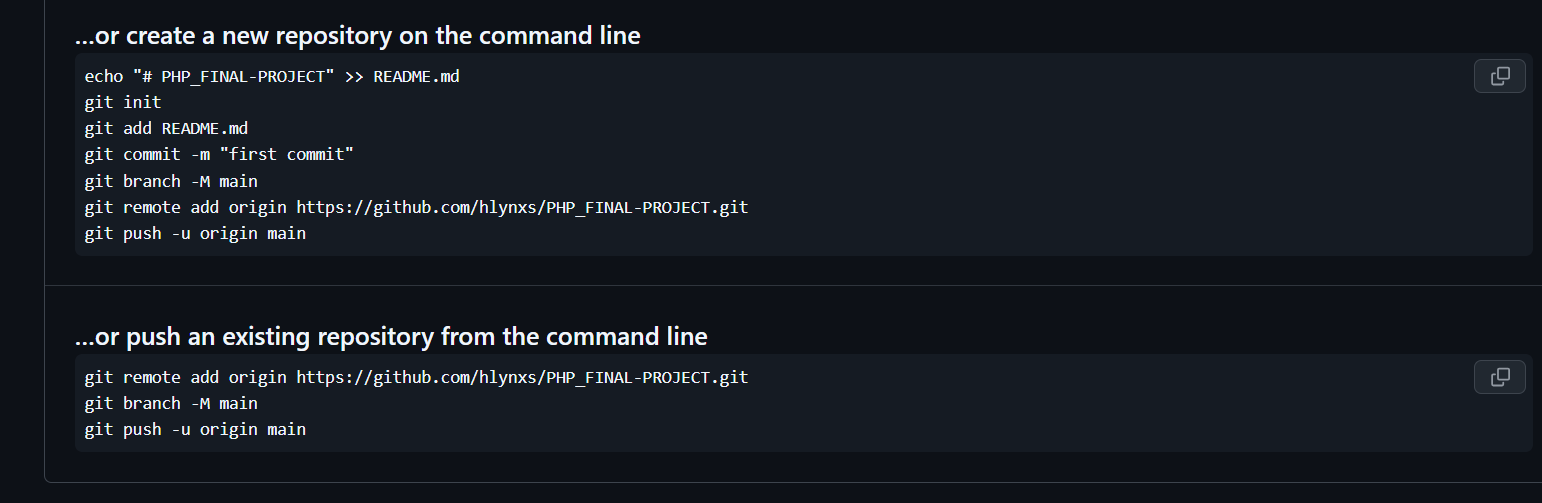 ...or create a new repository on the command line
echo "# PHP_FINAL-PROJECT" >> README.md
git init
git add README.md
git commit -m "first commit"
git branch -M main
git remote add origin https://github.com/hlynxs/PHP_FINAL-PROJECT.git
git push -u origin main
...or push an existing repository from the command line
git remote add origin https://github.com/hlynxs/PHP_FINAL-PROJECT.git
git branch -M main
git push -u origin main